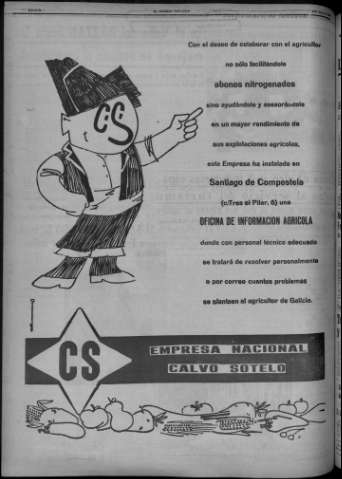 Con el deseo de colaborar con el agricultor
no sólo facilitándole
abonos nitrogenados
sino ayudándole y asesorándole
en un mayor rendimiento de
sus explotaciones agrícolas,
esta Empresa ha instalado en
Santiago de Compostela
(c/Tras el Pilar, 6) una
OFICINA DE INFORMACION AGRICOLA
donde con personal técnico adecuado
se tratará de resolver personalmente
o por correo cuantos problemas
se planteen al agricultor de Galicia.
CS
CS
EMPRESA NACIONAL
CALVO SOTELO